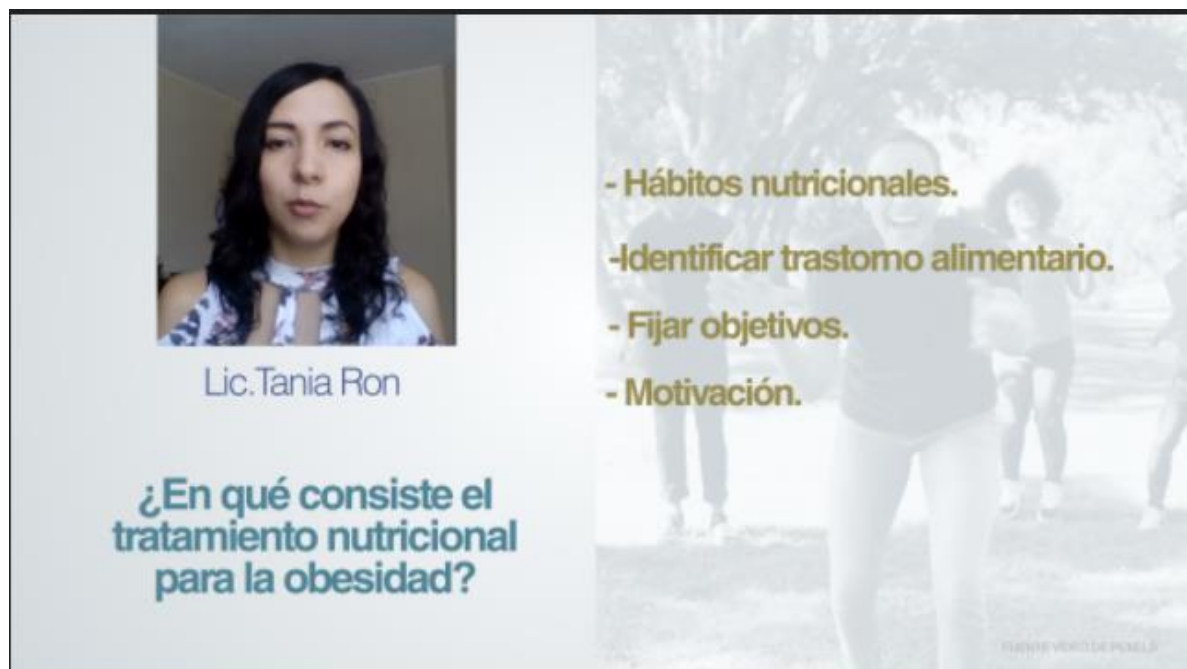 Lic.Tania Ron
¿En qué consiste el
tratamiento nutricional
para la obesidad?
- Hábitos nutricionales.
-Identificar trastorno alimentario.
- Fijar objetivos.
- Motivación.